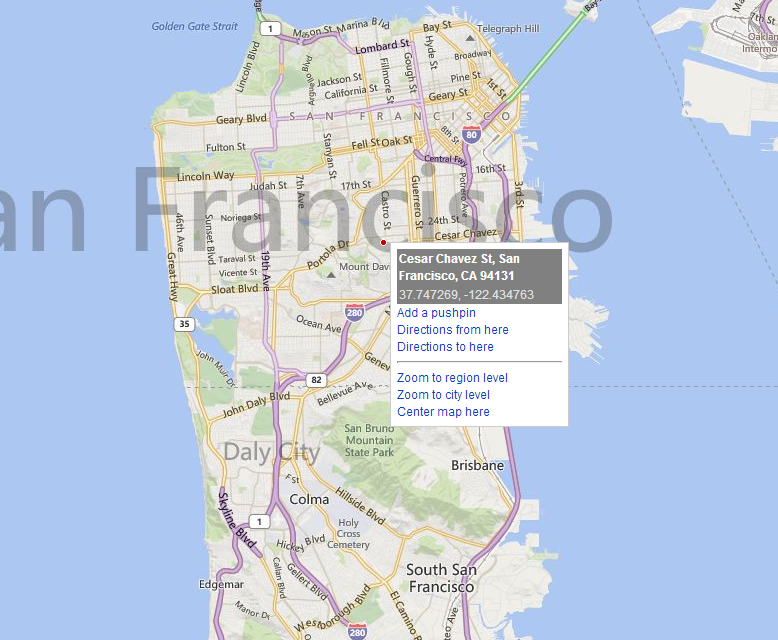 Golden Gate Strait
1
Mason St
Marina Blvd
Bay St
Telegraph Hill
Lincoln Blvd
Lombard St
Hyde St
Gough St
Fillmore St
Broadway
Jackson St
California St
Pine St
Geary St
1st St
Geary Blvd
SAN FRANCISCO
80
8th St
Fell St
Oak St
Fulton St
Stanyan St
Central Fwy
16th St
Lincoln Way
Judah St
17th St
7th Ave
Castro St
Guerrero St
Potrero Ave
3rd St
an Francisco
46th Ave
Sunset Blvd
Noriega St
24th St
Cesar Chavez
19th Ave
Portola Dr
Great Hwy
Taraval St
Vicente St
Sloat Blvd
Cesar Chavez St, San
Francisco, CA 94131
37.747269, -122.434763
Add a pushpin
Directions from here
Directions to here
Zoom to region level
Zoom to city level
Center map here
280
35
Ocean Ave
John Muir Dr
82
Bellevue Ave
John Daly Blvd
Daly City
San Bruno
Mountain
State Park
Brisbane
F st
Colma
Hillside Blvd
Skyline Blvd
1
Holy
Cross
Cemetery
Hickey Blvd
Callan Blvd
Gellert Blvd
South San
Francisco
Edgemar
Manor Dr
Westborough Blvd
El Camino
280